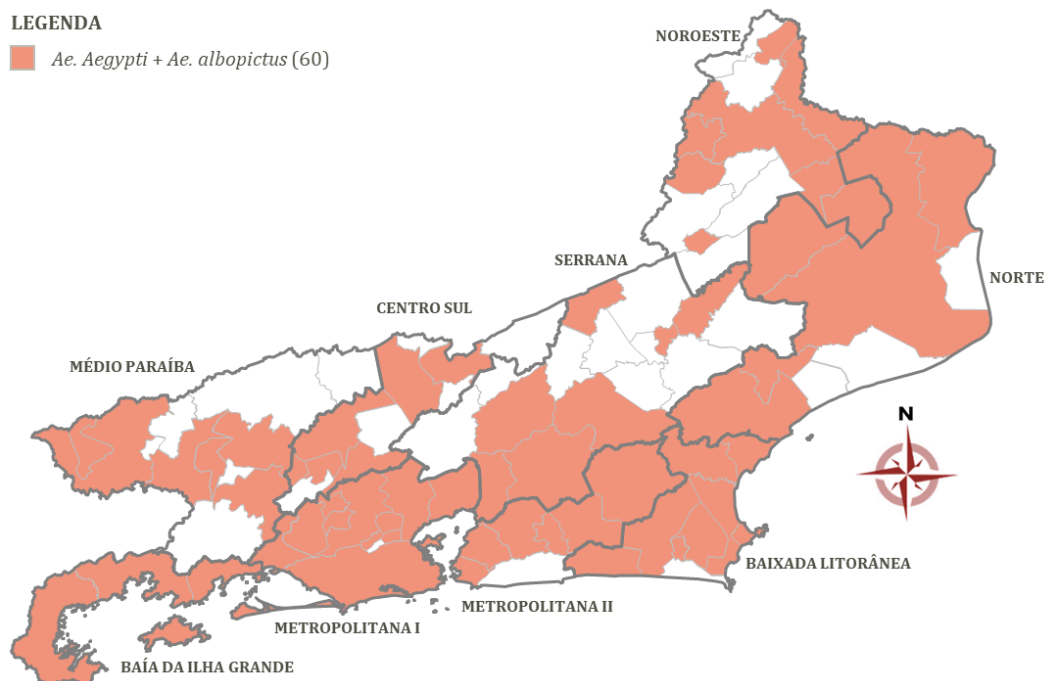 LEGENDA
Ae. Aegypti + Ae. albopictus (60)
NOROESTE
SERRANA
NORTE
CENTRO SUL
MÉDIO PARAÍBA
N
BAIXADA LITORÂNEA
METROPOLITANA II
METROPOLITANA I
BAÍA DA ILHA GRANDE